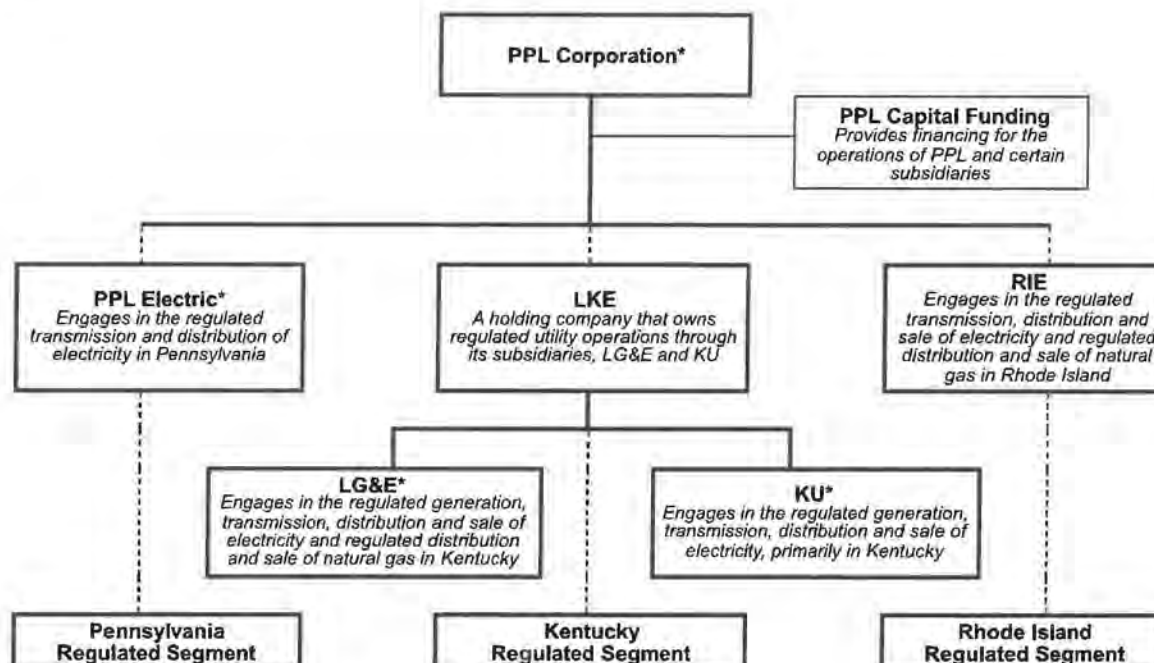 PPL Corporation*
PPL Capital Funding
Provides financing for the
operations of PPL and certain
subsidiaries
PPL Electric*
Engages in the regulated
transmission and distribution of
electricity in Pennsylvania
LKE
A holding company that owns
regulated utility operations through
its subsidiaries, LG&E and KU
RIE
Engages in the regulated
transmission, distribution and
sale of electricity and regulated
distribution and sale of natural
gas in Rhode Island
LG&E*
Engages in the regulated generation,
transmission, distribution and sale of
electricity and regulated distribution
and sale of natural gas in Kentucky
KU*
Engages in the regulated generation,
transmission, distribution and sale of
electricity, primarily in Kentucky
Pennsylvania
Regulated Segment
Kentucky
Regulated Segment
Rhode Island
Regulated Segment